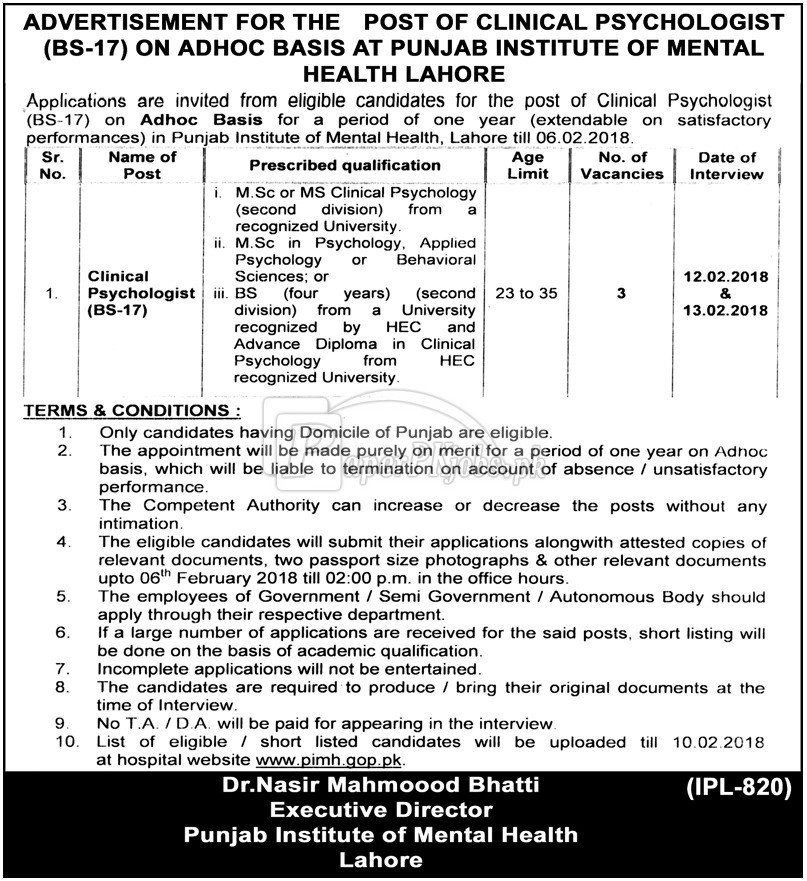 ADVERTISEMENT FOR THE POST OF CLINICAL PSYCHOLOGIST
(BS-17) ON ADHOC BASIS AT PUNJAB INSTITUTE OF MENTAL
HEALTH LAHORE
Applications are invited from eligible candidates for the post of Clinical Psychologist
(BS-17) on Adhoc Basis for a period of one year (extendable on satisfactory
performances) in Punjab Institute of Mental Health, Lahore till 06.02.2018.
Sr. No.
Name of Post
Prescribed qualification
Age Limit
No. of Vacancies
Date of Interview
1.
Clinical
Psychologist
(BS-17)
i. M.Sc or MS Clinical Psychology
(second division) from a
recognized University.
ii. M.Sc in Psychology, Applied
Psychology or Behavioral
Sciences; or
iii. BS (four years) (second
division) from a University
recognized by HEC and
Advance Diploma in Clinical
Psychology from HEC
recognized University.
23 to 35
3
12.02.2018
&
13.02.2018
TERMS & CONDITIONS :
1. Only candidates having Domicile of Punjab are eligible.
2. The appointment will be made purely on merit for a period of one year on Adhoc
basis, which will be liable to termination on account of absence / unsatisfactory
performance.
3. The Competent Authority can increase or decrease the posts without any
intimation.
4. The eligible candidates will submit their applications alongwith attested copies of
relevant documents, two passport size photographs & other relevant documents
upto 06th February 2018 till 02:00 p.m. in the office hours.
5. The employees of Government / Semi Government / Autonomous Body should
apply through their respective department.
6. If a large number of applications are received for the said posts, short listing will
be done on the basis of academic qualification.
7. Incomplete applications will not be entertained.
8. The candidates are required to produce / bring their original documents at the
time of Interview.
9. No T.A. / D.A. will be paid for appearing in the interview.
10. List of eligible / short listed candidates will be uploaded till 10.02.2018
at hospital website www.pimh.gop.pk.
Dr.Nasir Mahmoood Bhatti
(IPL-820)
Executive Director
Punjab Institute of Mental Health
Lahore
PaperPkjobs.pk